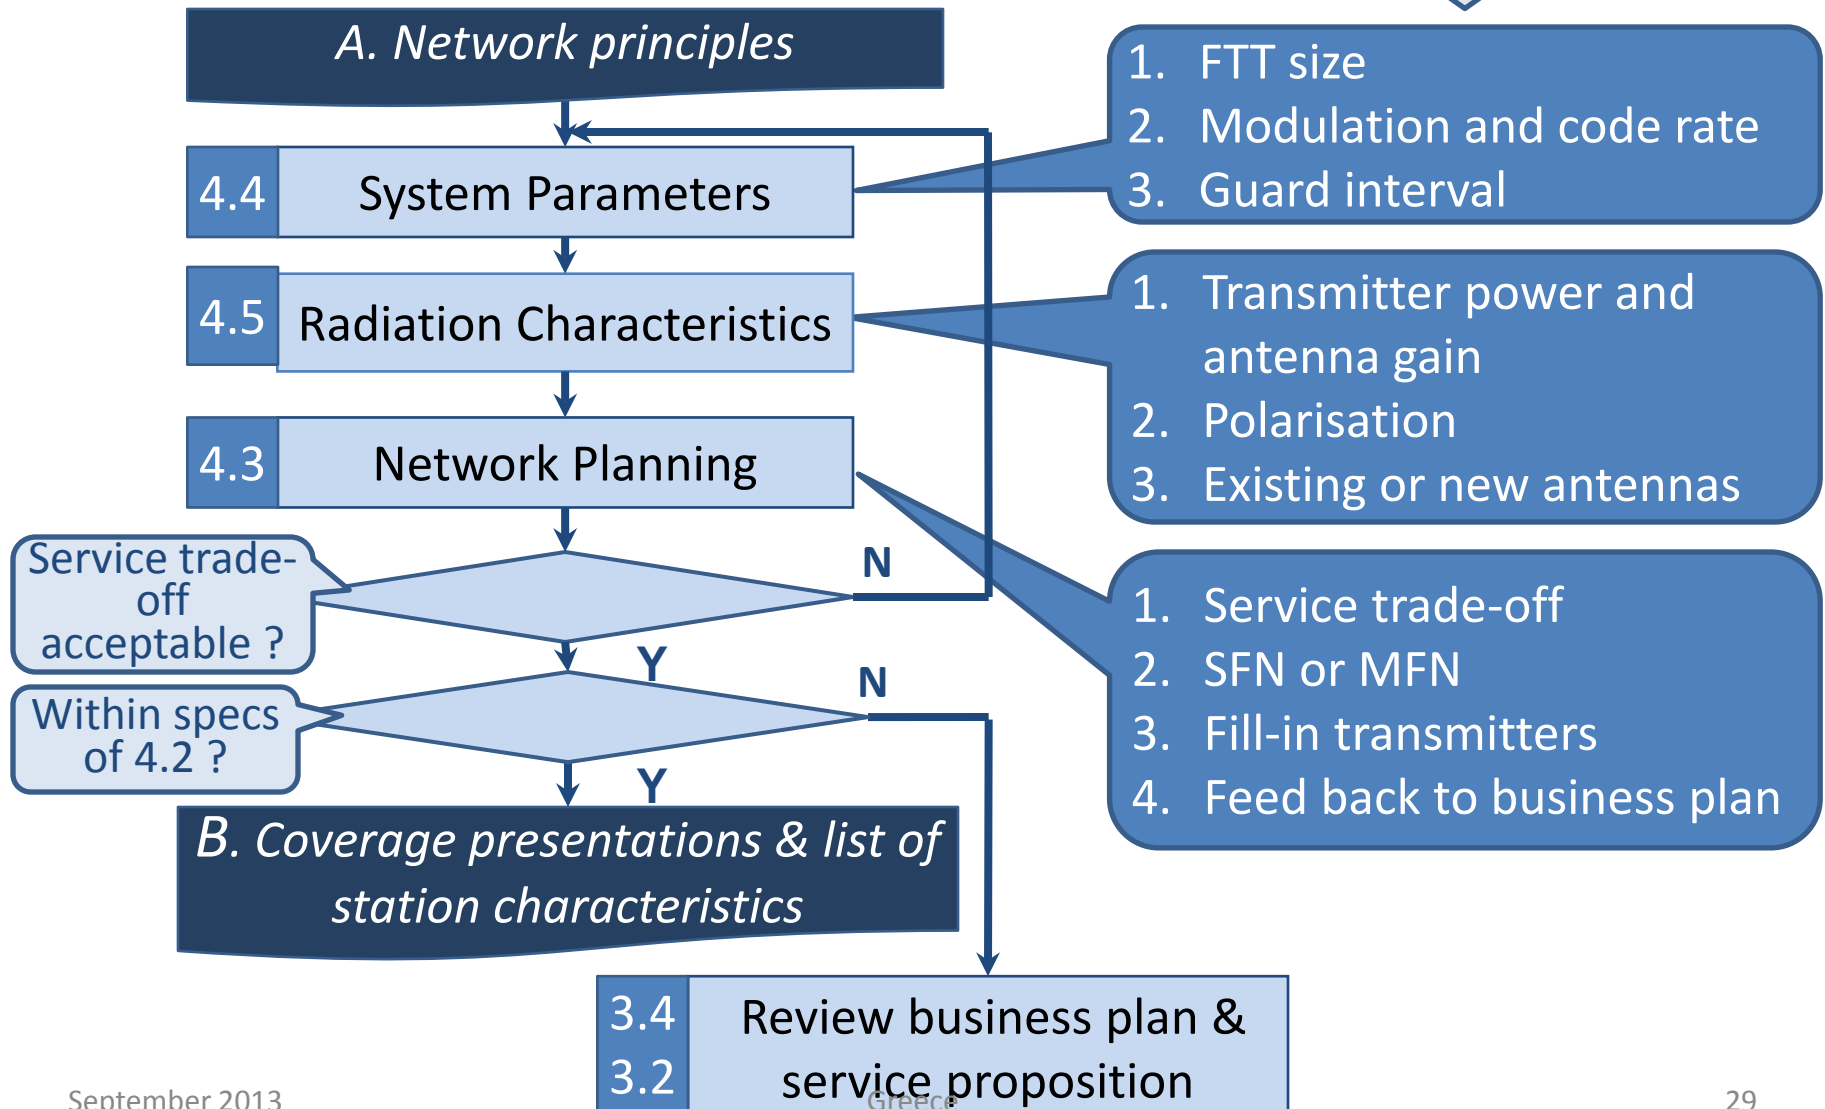 A. Network principles
4.4
System Parameters
1. FTT size
2. Modulation and code rate
3. Guard interval
4.5
Radiation Characteristics
1. Transmitter power and
antenna gain
2. Polarisation
3. Existing or new antennas
4.3
Network Planning
1. Service trade-off
2. SFN or MFN
3. Fill-in transmitters
4. Feed back to business plan
Service trade-
off
acceptable ?
N
Y
Within specs
of 4.2 ?
N
Y
B. Coverage presentations & list of
station characteristics
3.4
3.2
Review business plan &
service proposition
September 2013
Greece
29